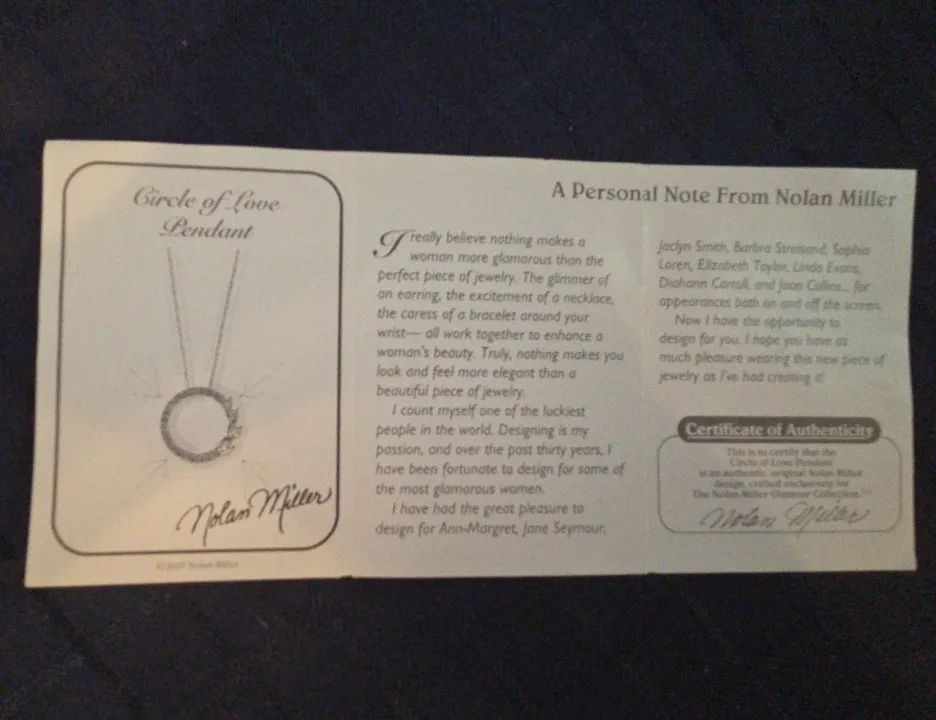 Circle of Love
Pendant
Nolan Miller
Nolan Miller
A Personal Note From Nolan Miller
I really believe nothing makes a
woman more glamorous than the
perfect piece of jewelry. The glimmer of
an earring, the excitement of a necklace,
the caress of a bracelet around your
wrist— all work together to enhance a
woman's beauty. Truly, nothing makes you
look and feel more elegant than a
beautiful piece of jewelry.
I count myself one of the luckiest
people in the world. Designing is my
passion, and over the past thirty years, I
have been fortunate to design for some of
the most glamorous women.
I have had the great pleasure to
design for Ann-Margret, Jane Seymour,
Jaclyn Smith, Barbra Streisand, Sophia
Loren, Elizabeth Taylor, Linda Evans,
Diahann Carroll, and Joan Collins... for
appearances both on and off the screen.
Now I have the opportunity to
design for you. I hope you have as
much pleasure wearing this new piece of
jewelry as I've had creating it!
Certificate of Authenticity
This is to certify that the
Circle of Love Pendant
is an authentic, original Nolan Miller
design, crafted exclusively for
The Nolan Miller Glamour Collection.™
Nolan Miller